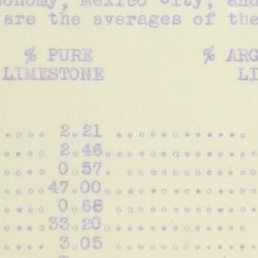 onomy, Mexico City, and
are the averages of the
% PURE % ARG
LIMESTONE LI
.... 2.21 ..............
.... 2.46 ..............
.... 0.57. ..............
....47.00 ..............
.... 0.68 ..............
....33.20 ..............
.... 3.05 ..............